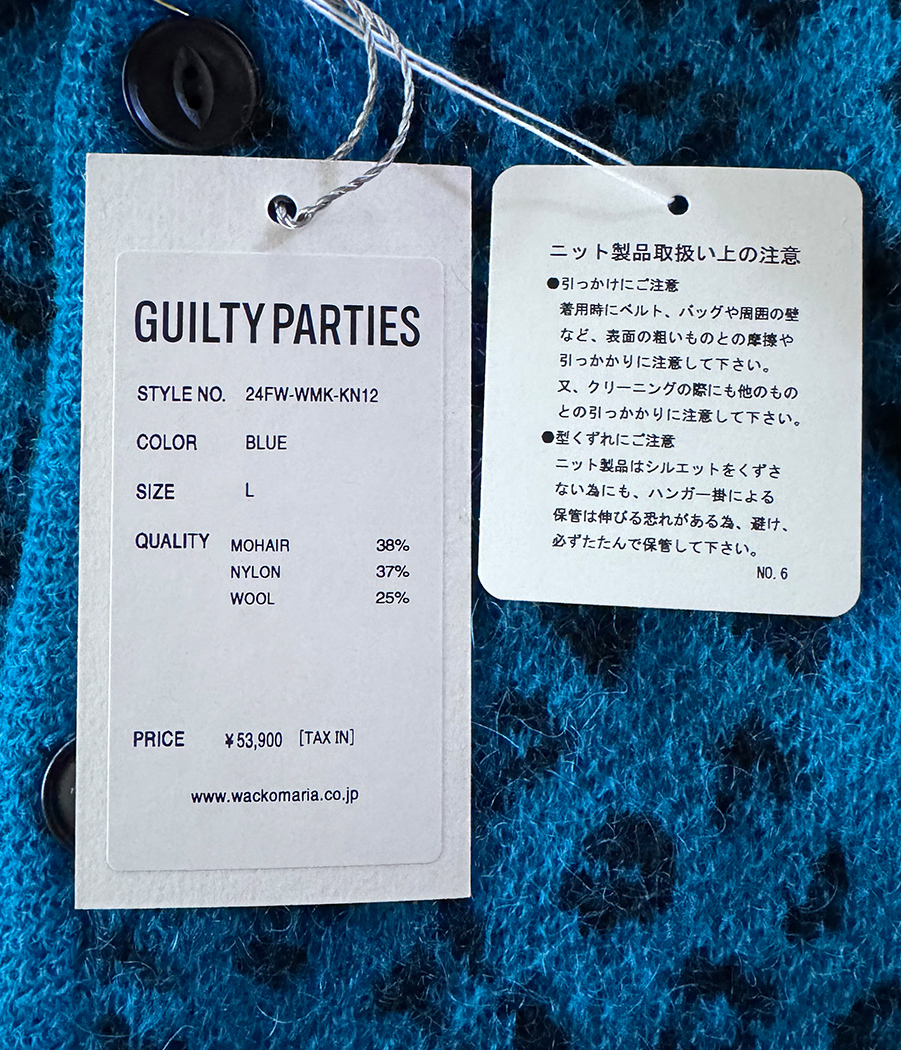 GUILTY PARTIES
STYLE NO. 24FW-WMK-KN12
COLOR BLUE
SIZE L
QUALITY MOHAIR 38%
NYLON 37%
WOOL 25%
PRICE ¥53,900 [TAX IN]
www.wackomaria.co.jp
ニット製品取扱い上の注意
●引っかけにご注意
着用時にベルト、バッグや周囲の壁
など、表面の粗いものとの摩擦や
引っかかりに注意して下さい。
又、クリーニングの際にも他のもの
との引っかかりに注意して下さい。
●型くずれにご注意
ニット製品はシルエットをくずさ
ない為にも、ハンガー掛による
保管は伸びる恐れがある為、避け、
必ずたたんで保管して下さい。
NO.6